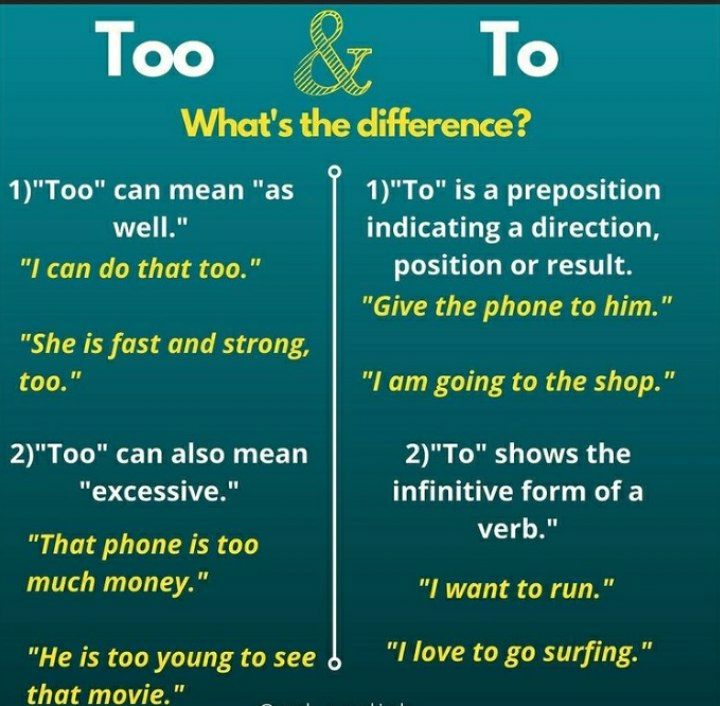 Too & To
What's the difference?
1)"Too" can mean "as
well."
"I can do that too."
"She is fast and strong,
too."
2)"Too" can also mean
"excessive."
"That phone is too
much money."
"He is too young to see
that movie."
1)"To" is a preposition
indicating a direction,
position or result.
"Give the phone to him."
"I am going to the shop."
2)"To" shows the
infinitive form of a
verb."
"I want to run."
"I love to go surfing."